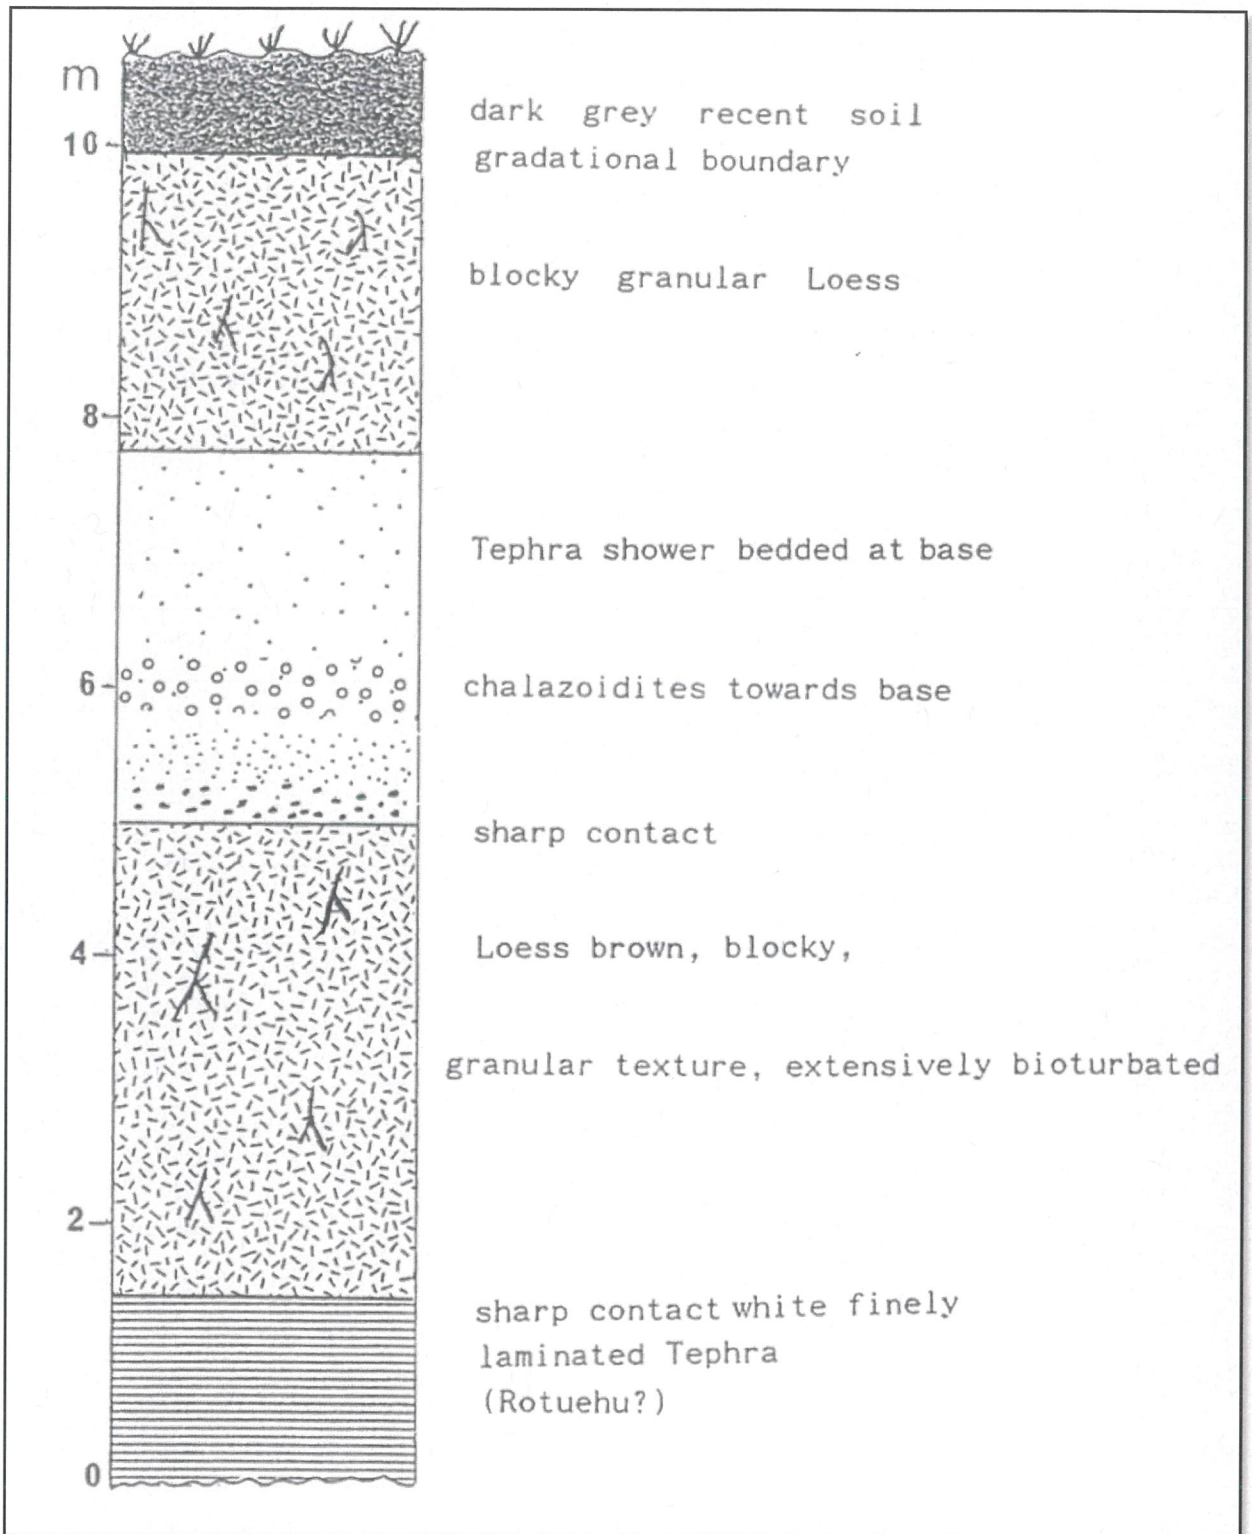 m
dark grey recent soil
10
gradational boundary
blocky granular Loess
8
Tephra shower bedded at base
6
chalazoidites towards base
sharp contact
4
Loess brown, blocky,
granular texture, extensively bioturbated
2
sharp contact white finely
laminated Tephra
(Rotuehu?)
0